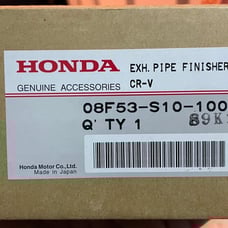 HONDA
GENUINE ACCESSORIES
EXH. PIPE FINISHER
CR-V
08F53-S10-100
Q' TY 1
Honda Motor Co., Ltd.
Made in Japan